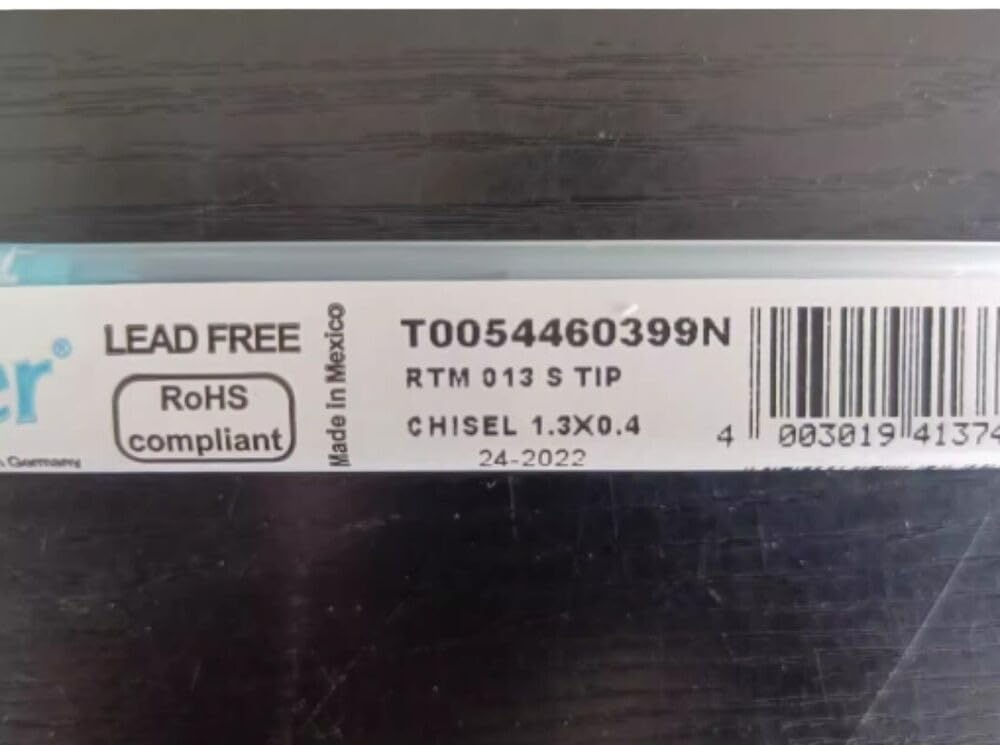 er®
LEAD FREE
RoHS
compliant
Germany
Made in Mexico
T0054460399N
RTM 013 S TIP
CHISEL 1.3X0.4
24-2022
4 003019 41374